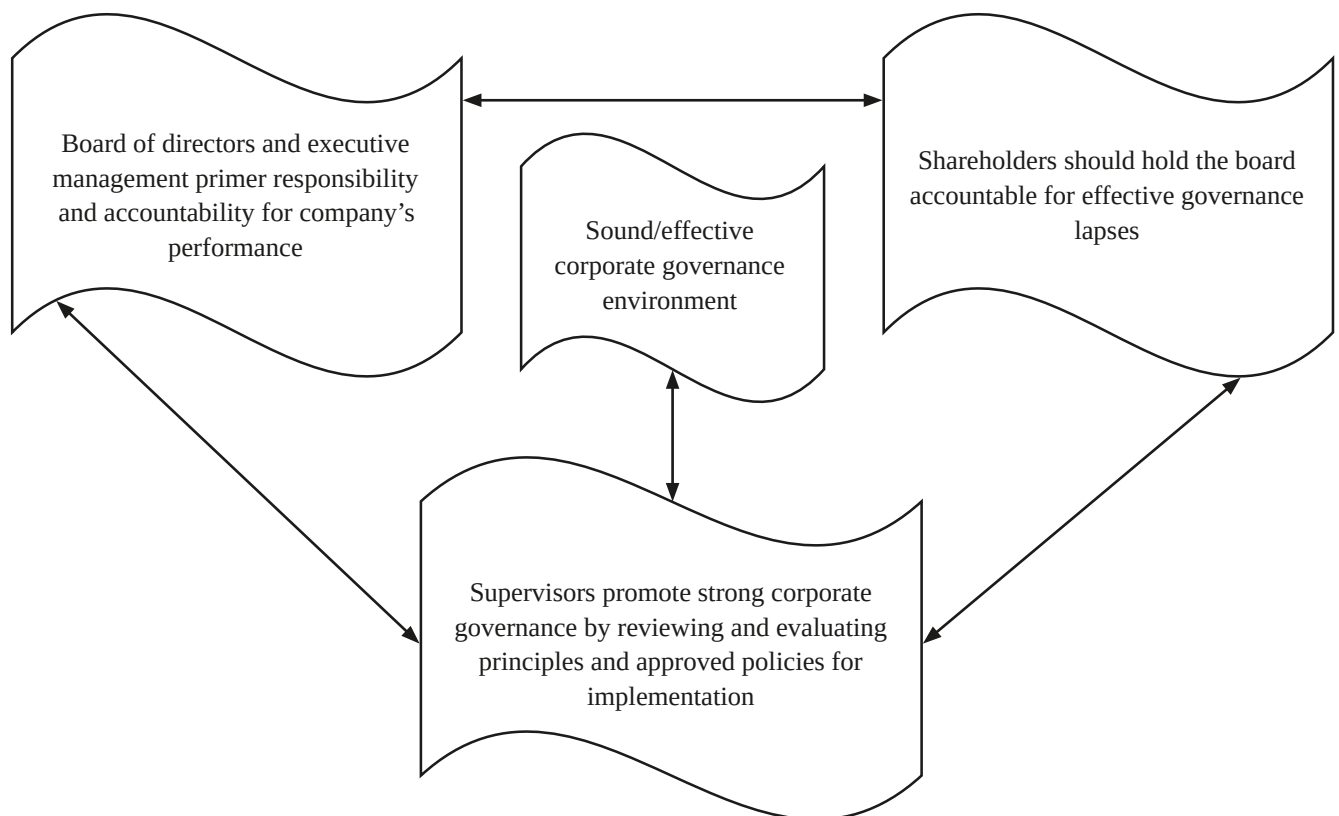 Board of directors and executive
management primer responsibility
and accountability for company’s
performance
Shareholders should hold the board
accountable for effective governance
lapses
Sound/effective
corporate governance
environment
Supervisors promote strong corporate
governance by reviewing and evaluating
principles and approved policies for
implementation